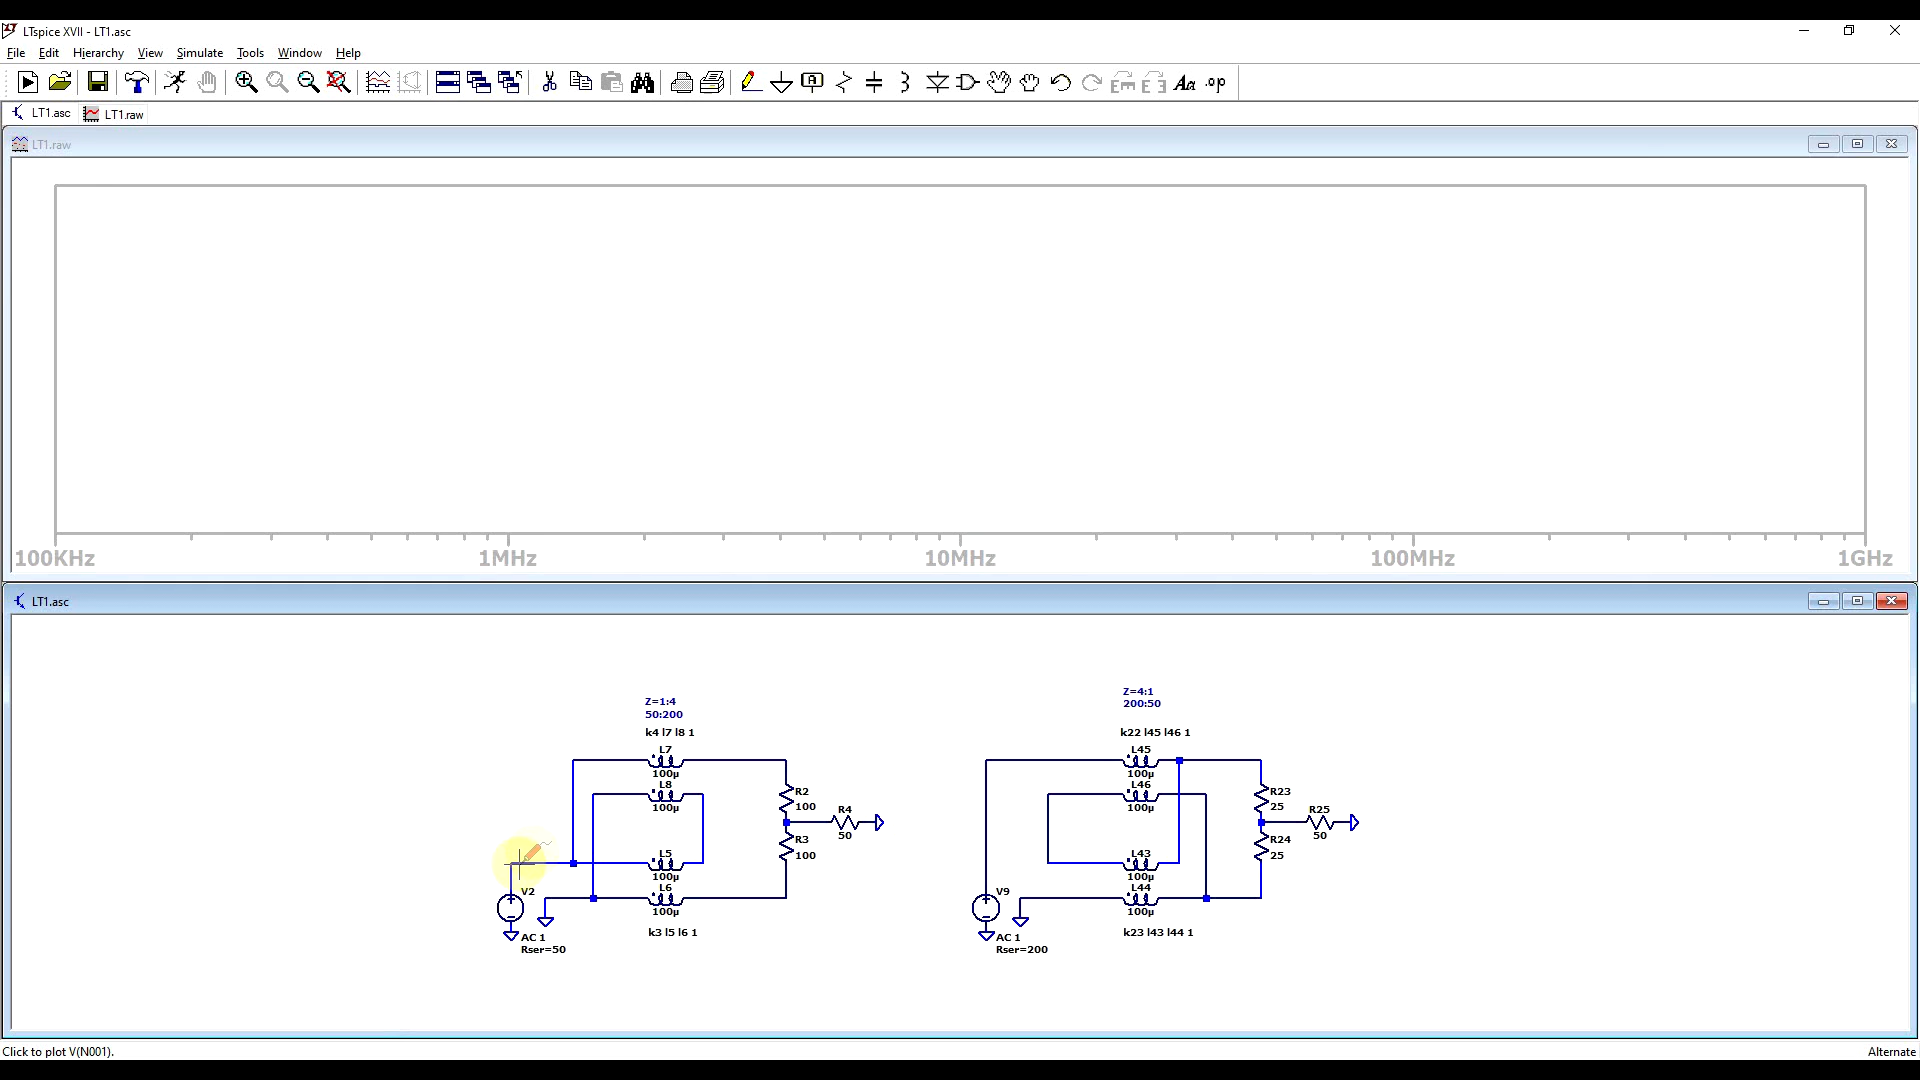 LTspice XVII - LT1.asc
File Edit Hierarchy View Simulate Tools Window Help
A Aa .op
LT1.asc LT1.raw
LT1.raw
100KHz 1MHz 10MHz 100MHz 1GHz
LT1.asc
Z=1:4
50:200
k4 l7 l8 1
L7
100µ
L8
100µ
L5
100µ
L6
100µ
k3 l5 l6 1
R2
100
R3
100
R4
50
V2
AC 1
Rser=50
Z=4:1
200:50
k22 l45 l46 1
L45
100µ
L46
100µ
L43
100µ
L44
100µ
k23 l43 l44 1
R23
25
R24
25
R25
50
V9
AC 1
Rser=200
Click to plot V(N001). Alternate